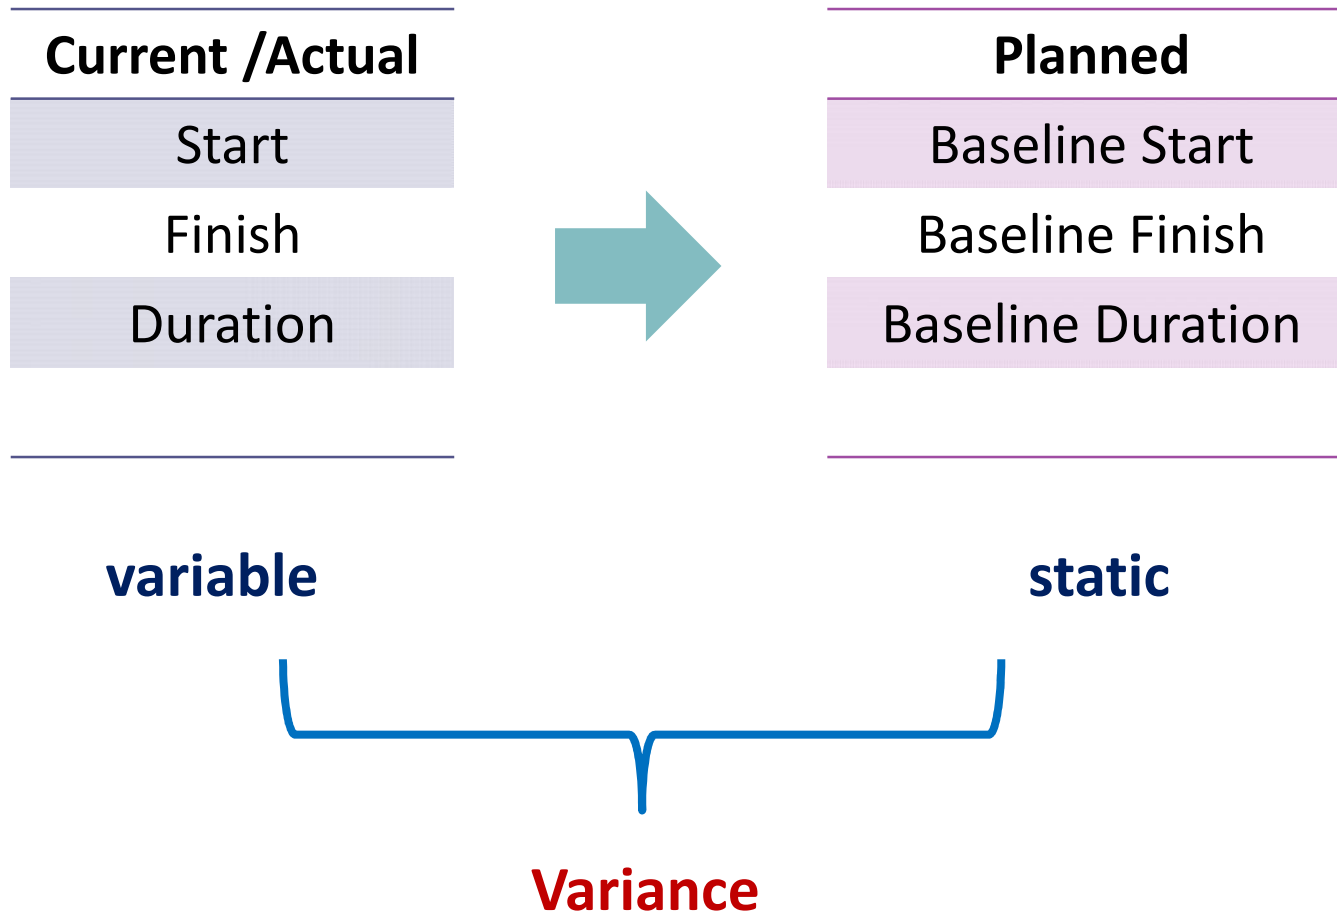 Current /Actual
Start
Finish
Duration
Planned
Baseline Start
Baseline Finish
Baseline Duration
variable
static
Variance